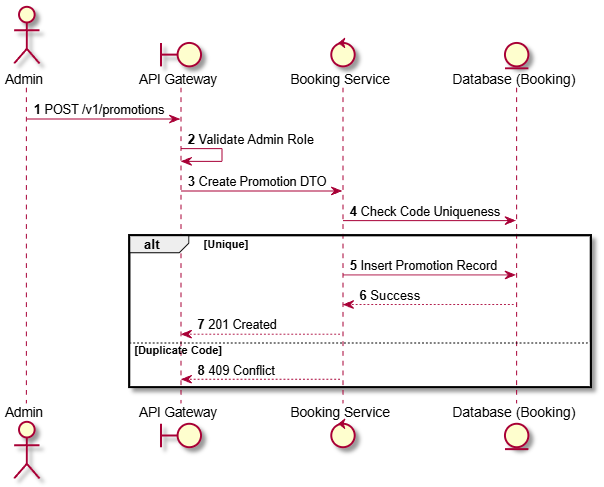 Admin
API Gateway
Booking Service
Database (Booking)
1 POST /v1/promotions
2 Validate Admin Role
3 Create Promotion DTO
4 Check Code Uniqueness
alt [Unique]
5 Insert Promotion Record
6 Success
7 201 Created
[Duplicate Code]
8 409 Conflict
Admin
API Gateway
Booking Service
Database (Booking)